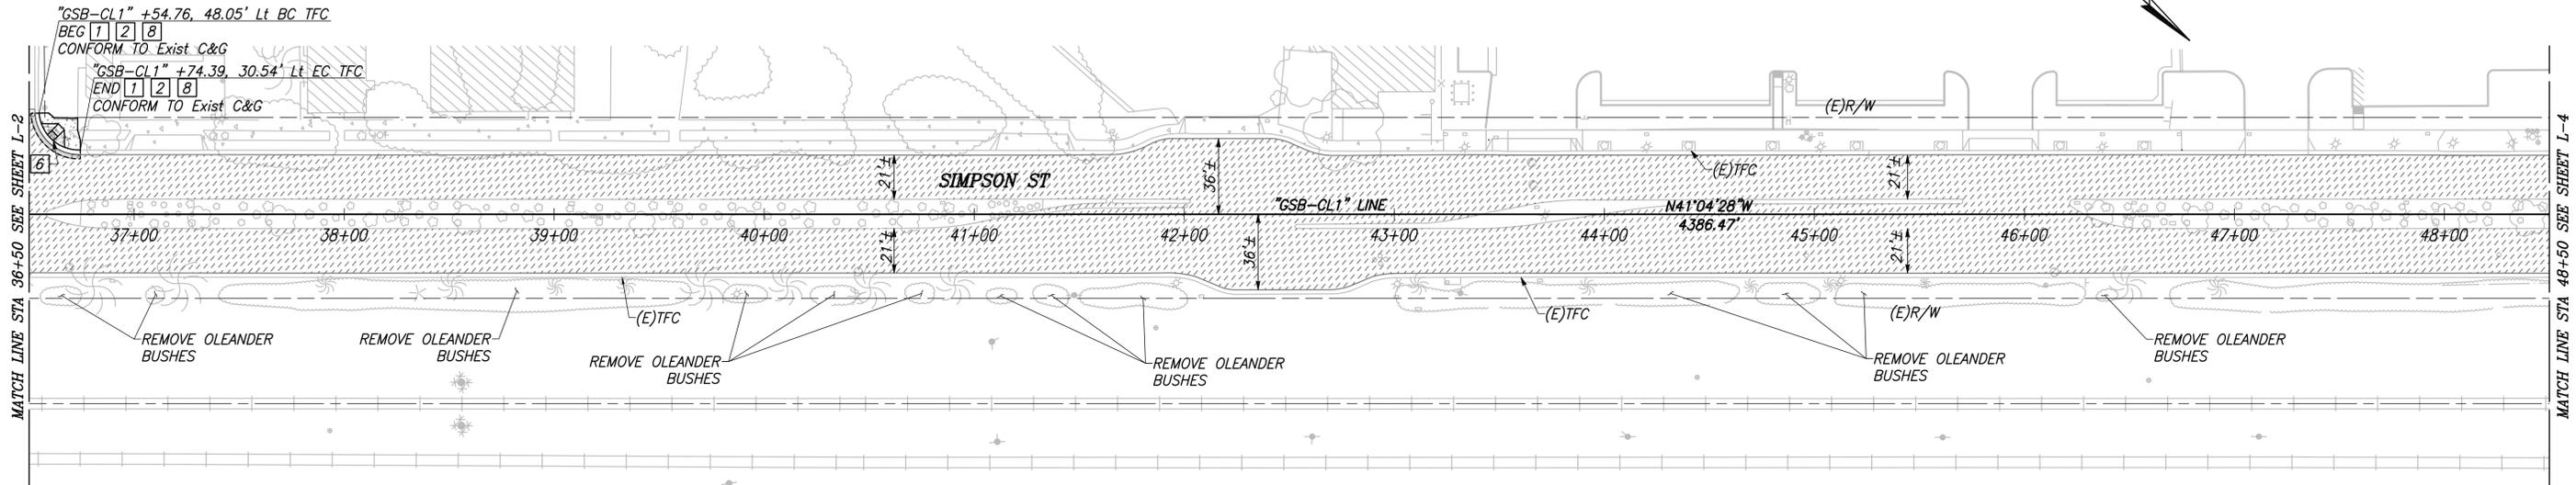 "GSB-CL1" +54.76, 48.05' Lt BC TFC
BEG 1 2 8
CONFORM TO Exist C&G
"GSB-CL1" +74.39, 30.54' Lt EC TFC
END 1 2 8
CONFORM TO Exist C&G
6
MATCH LINE STA 36+50 SEE SHEET L-2
(E)R/W
(E)TFC
21'±
SIMPSON ST
36'±
21'±
"GSB-CL1" LINE
N41°04'28"W
4386.47'
37+00
38+00
39+00
40+00
41+00
42+00
43+00
44+00
45+00
46+00
47+00
48+00
21'±
36'±
21'±
(E)TFC
(E)TFC
(E)R/W
REMOVE OLEANDER
BUSHES
REMOVE OLEANDER
BUSHES
REMOVE OLEANDER
BUSHES
REMOVE OLEANDER
BUSHES
REMOVE OLEANDER
BUSHES
REMOVE OLEANDER
BUSHES
MATCH LINE STA 48+50 SEE SHEET L-4